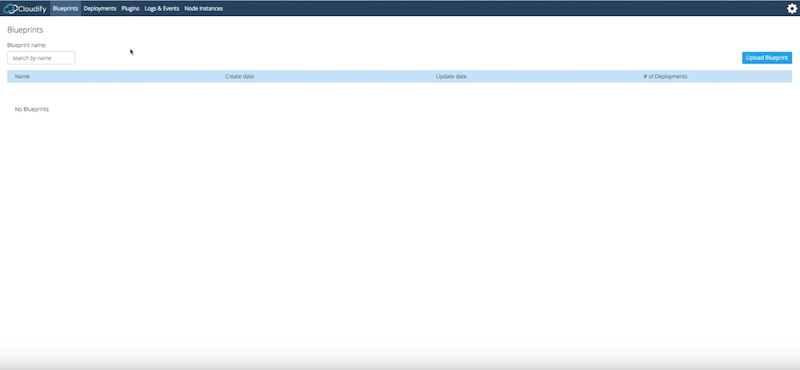 Cloudify Blueprints Deployments Plugins Logs & Events Node Instances
Blueprints
Blueprint name:
search by name
Upload Blueprint
Name Create date Update date # of Deployments
No Blueprints